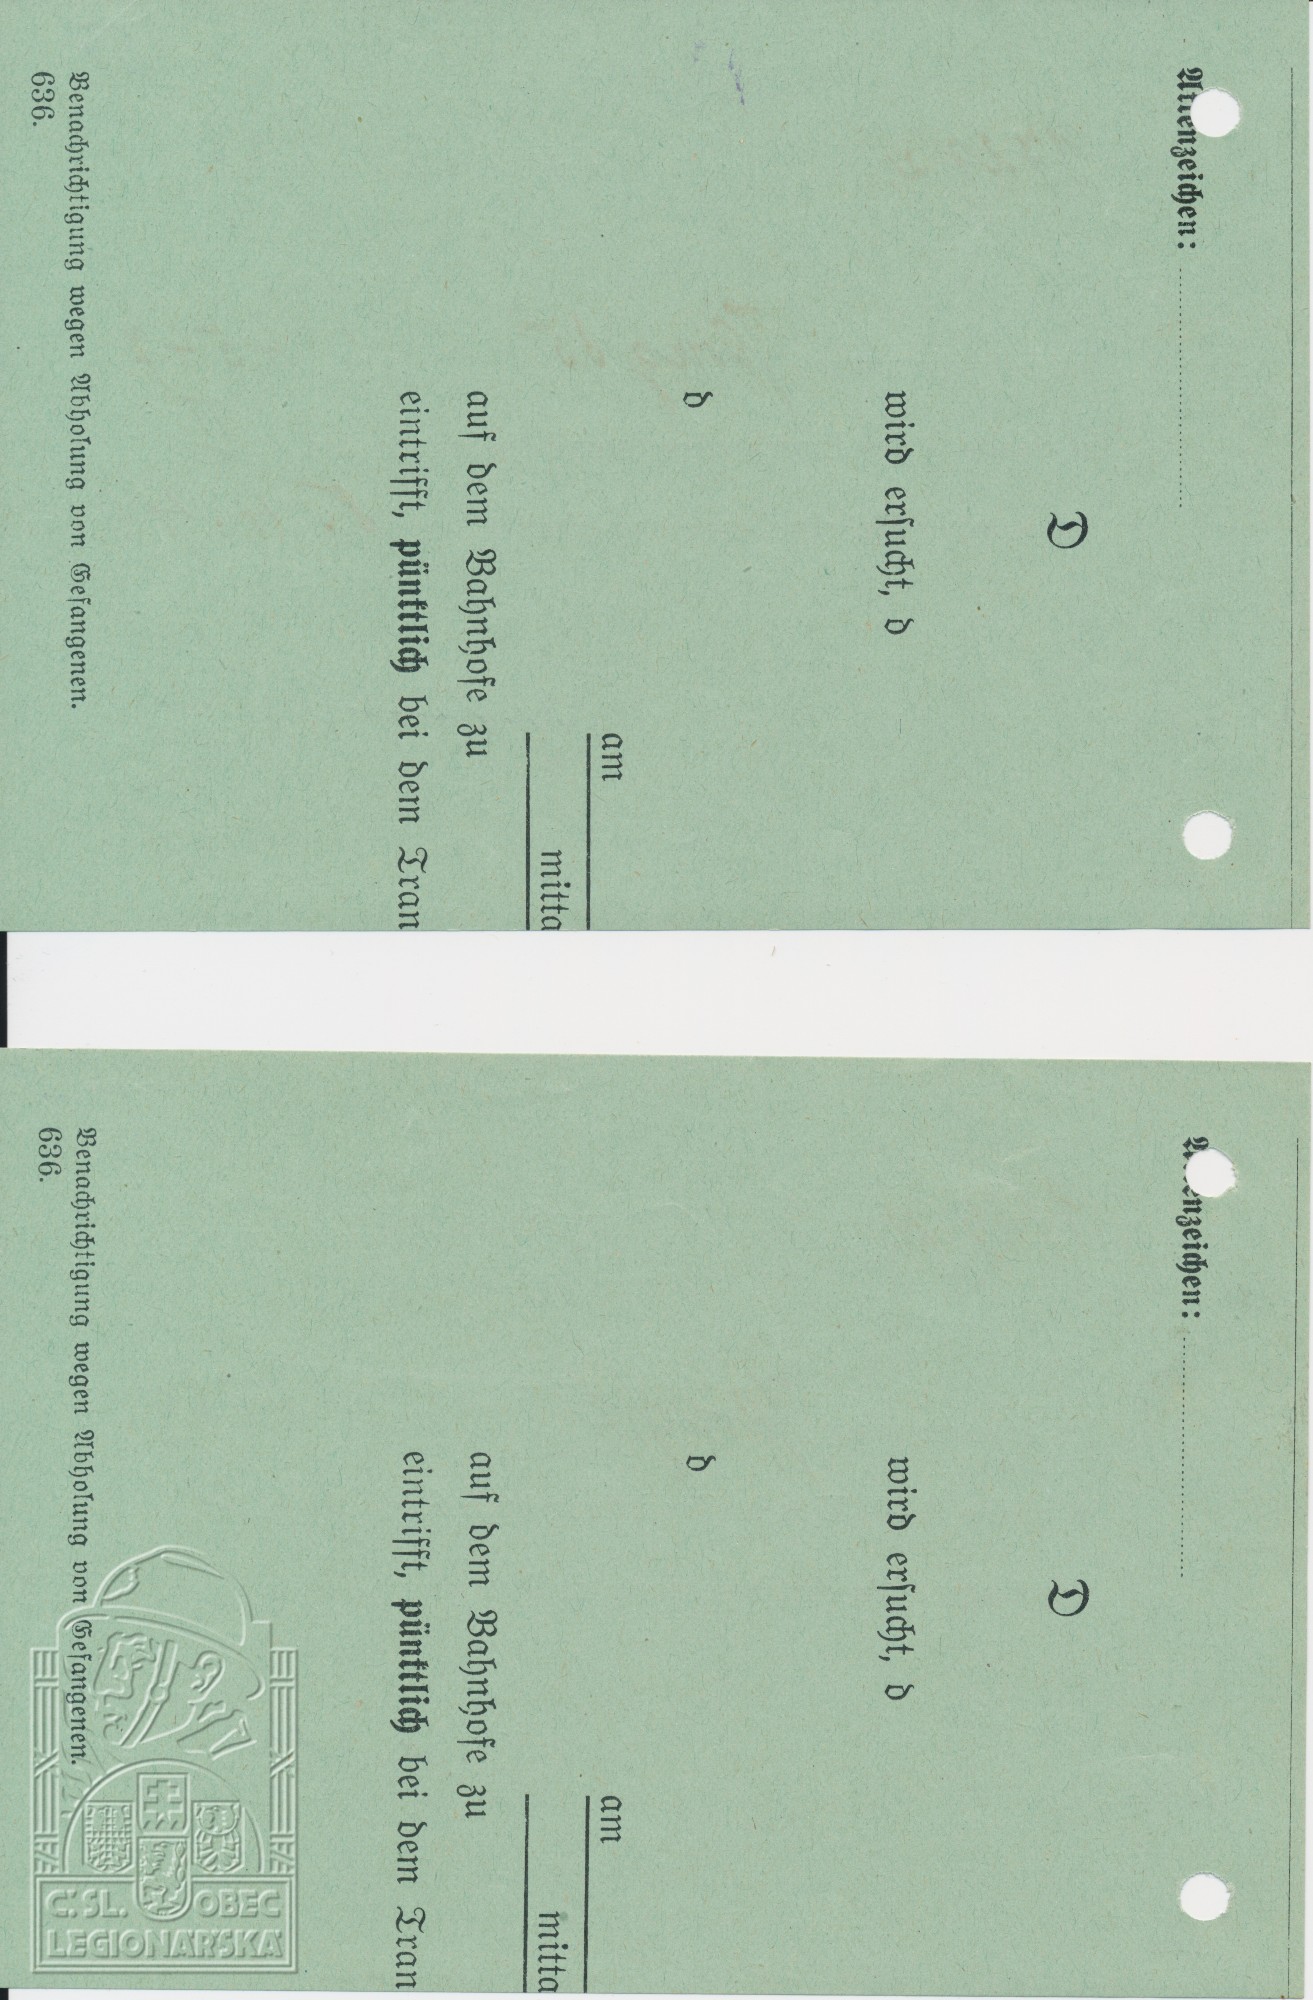 Aktenzeichen:
D
wird ersucht, d
d
am
mitta
auf dem Bahnhofe zu
eintrifft, pünktlich bei dem Tran
Benachrichtigung wegen Abholung von Gefangenen.
636.
Aktenzeichen:
D
wird ersucht, d
d
am
mitta
auf dem Bahnhofe zu
eintrifft, pünktlich bei dem Tran
Benachrichtigung wegen Abholung von Gefangenen.
636.
Č.SL. OBEC
LEGIONÁŘSKÁ